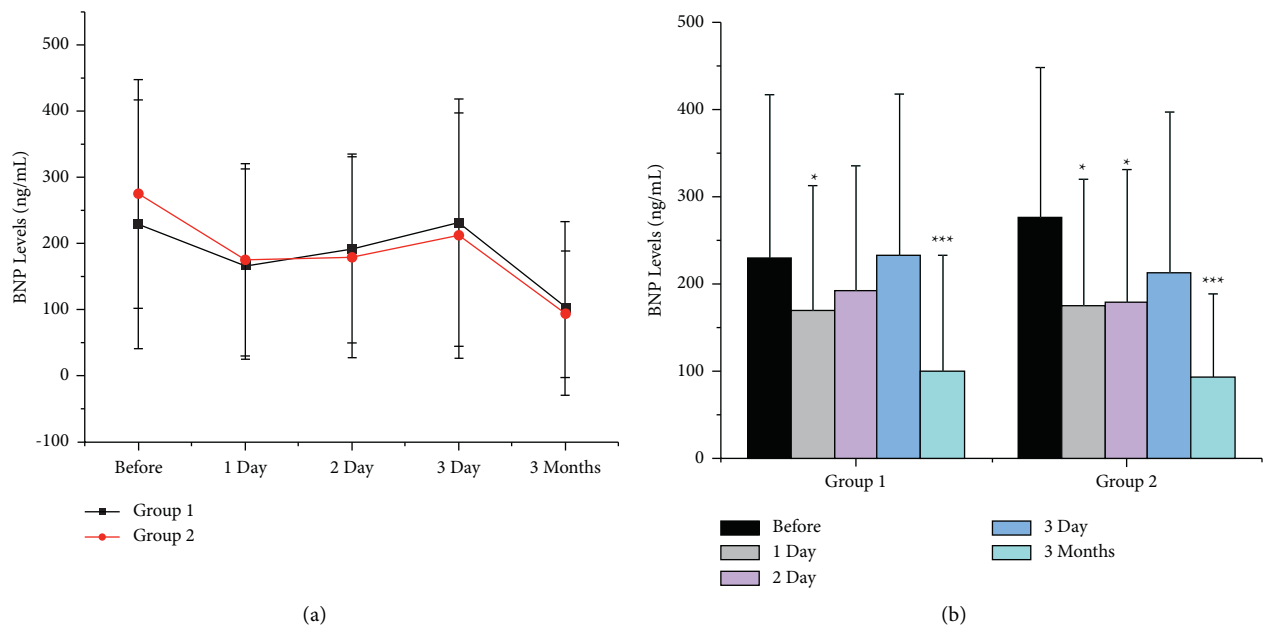 500
400
300
200
100
0
-100
BNP Levels (ng/mL)
Before 1 Day 2 Day 3 Day 3 Months
Group 1
Group 2
(a)
500
400
300
200
100
0
BNP Levels (ng/mL)
*
***
*
*
***
Group 1 Group 2
Before
1 Day
2 Day
3 Day
3 Months
(b)